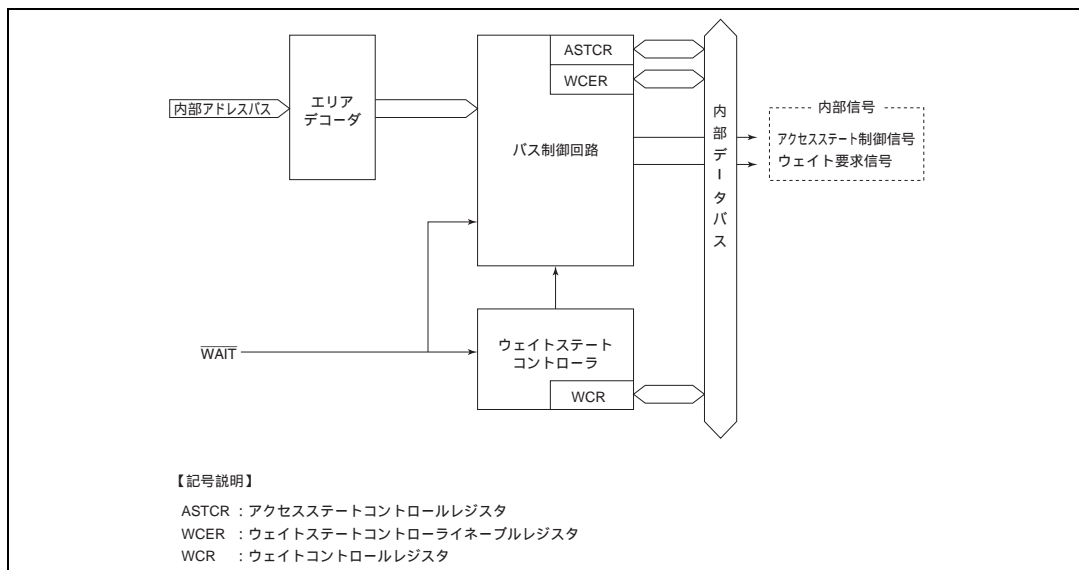 ASTCR
WCER
内部アドレスバス
エリア
デコーダ
バス制御回路
内部データバス
内部信号
アクセスステート制御信号
ウェイト要求信号
WAIT
ウェイトステート
コントローラ
WCR
【記号説明】
ASTCR :アクセスステートコントロールレジスタ
WCER :ウェイトステートコントローライネーブルレジスタ
WCR :ウェイトコントロールレジスタ